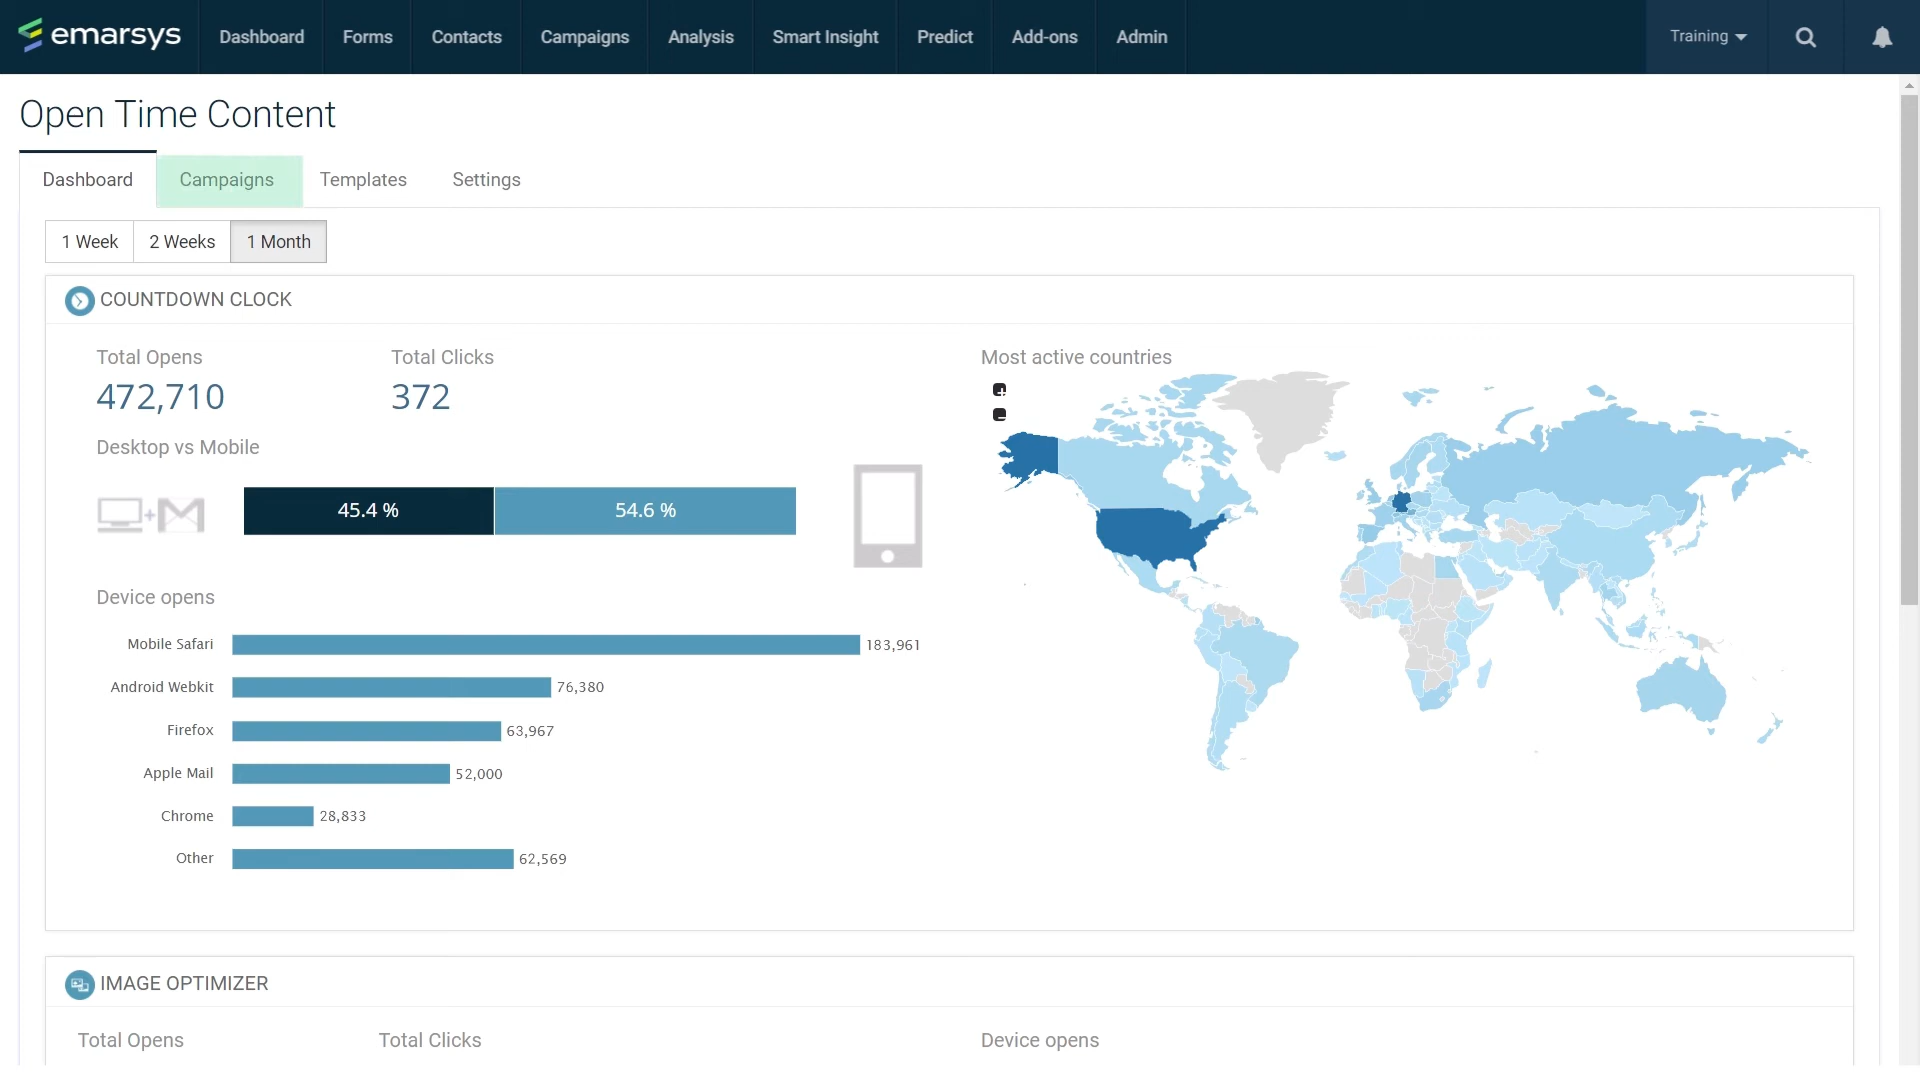 emarsys
Dashboard Forms Contacts Campaigns Analysis Smart Insight Predict Add-ons Admin Training
Open Time Content
Dashboard Campaigns Templates Settings
1 Week 2 Weeks 1 Month
COUNTDOWN CLOCK
Total Opens Total Clicks Most active countries
472,710 372
Desktop vs Mobile
45.4 % 54.6 %
Device opens
Mobile Safari 183,961
Android Webkit 76,380
Firefox 63,967
Apple Mail 52,000
Chrome 28,833
Other 62,569
IMAGE OPTIMIZER
Total Opens Total Clicks Device opens